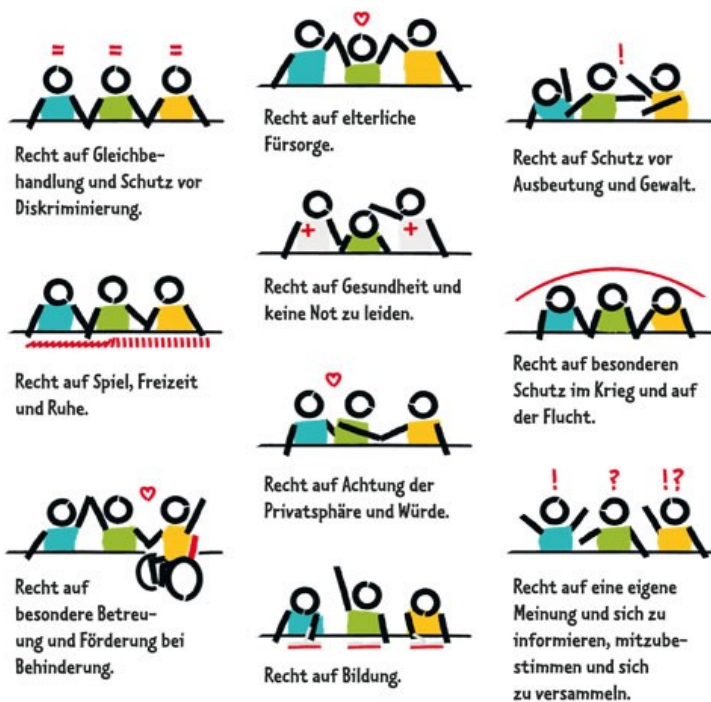 = = =
Recht auf Gleichbe-
handlung und Schutz vor
Diskriminierung.
Recht auf Spiel, Freizeit
und Ruhe.
Recht auf
besondere Betreu-
ung und Förderung bei
Behinderung.
Recht auf elterliche
Fürsorge.
Recht auf Gesundheit und
keine Not zu leiden.
Recht auf Achtung der
Privatsphäre und Würde.
Recht auf Bildung.
!
Recht auf Schutz vor
Ausbeutung und Gewalt.
Recht auf besonderen
Schutz im Krieg und auf
der Flucht.
! ? !?
Recht auf eine eigene
Meinung und sich zu
informieren, mitzube-
stimmen und sich
zu versammeln.